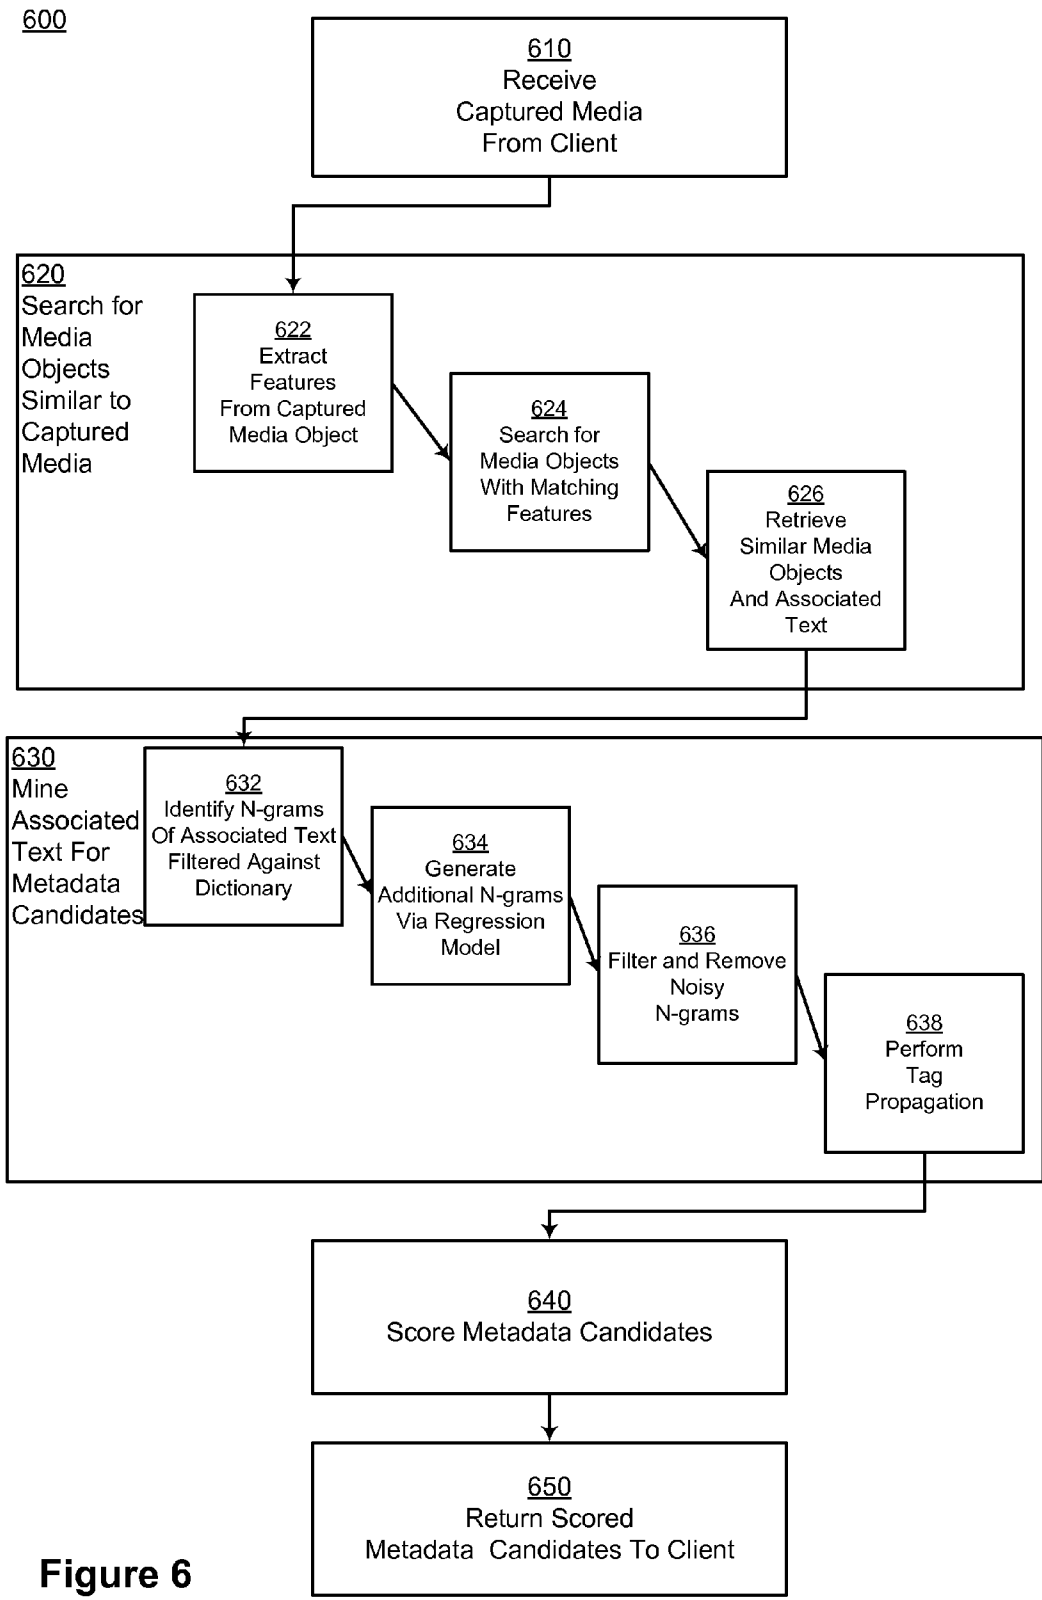 600
610
Receive
Captured Media
From Client
620
Search for
Media
Objects
Similar to
Captured
Media
622
Extract
Features
From Captured
Media Object
624
Search for
Media Objects
With Matching
Features
626
Retrieve
Similar Media
Objects
And Associated
Text
630
Mine
Associated
Text For
Metadata
Candidates
632
Identify N-grams
Of Associated Text
Filtered Against
Dictionary
634
Generate
Additional N-grams
Via Regression
Model
636
Filter and Remove
Noisy
N-grams
638
Perform
Tag
Propagation
640
Score Metadata Candidates
650
Return Scored
Metadata Candidates To Client
Figure 6